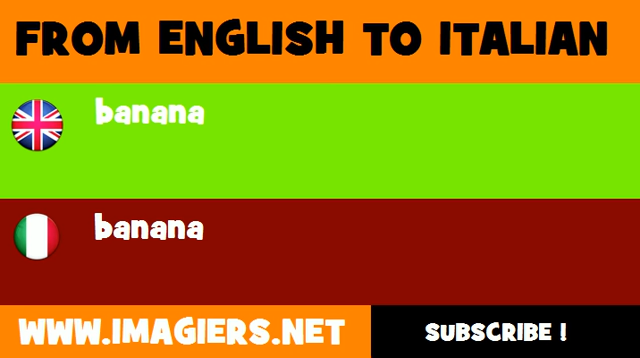 FROM ENGLISH TO ITALIAN
banana
banana
WWW.IMAGIERS.NET
SUBSCRIBE !